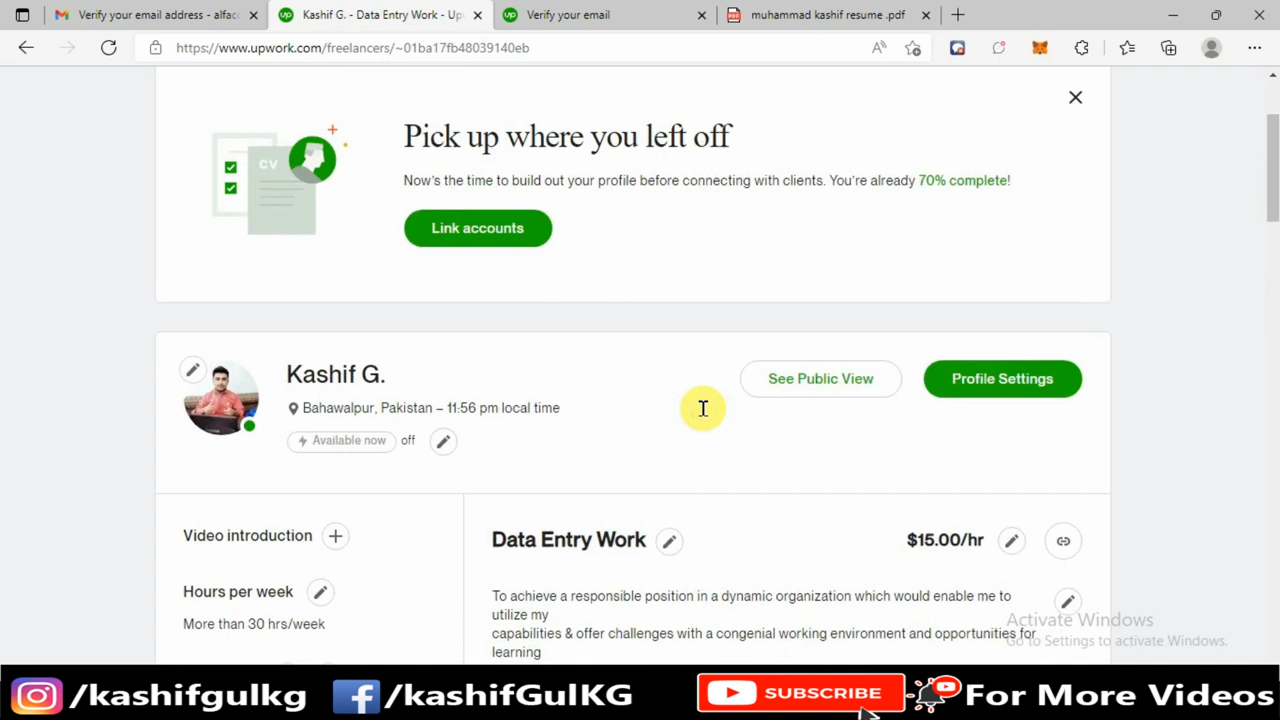 Verify your email address - alfacc
Kashif G. - Data Entry Work - Up
up
Verify your email
PDF
muhammad kashif resume .pdf
https://www.upwork.com/freelancers/~01ba17fb48039140eb
CV
Pick up where you left off
Now's the time to build out your profile before connecting with clients. You're already 70% complete!
Link accounts
Kashif G.
Bahawalpur, Pakistan – 11:56 pm local time
Available now off
See Public View
Profile Settings
Video introduction
Hours per week
More than 30 hrs/week
Data Entry Work
$15.00/hr
To achieve a responsible position in a dynamic organization which would enable me to
utilize my
capabilities & offer challenges with a congenial working environment and opportunities for
learning
Activate Windows
Go to Settings to activate Windows.
/kashifgulkg
/kashifGulKG
SUBSCRIBE
For More Videos